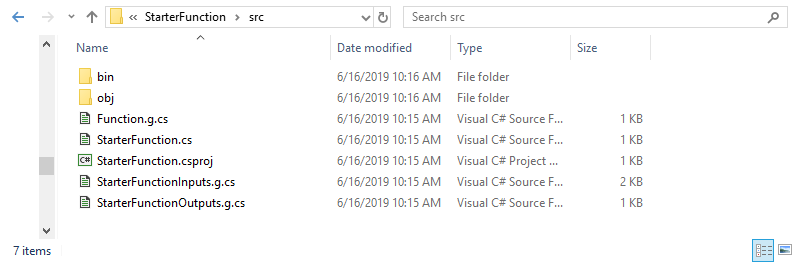 « StarterFunction > src Search src
Name Date modified Type Size
bin 6/16/2019 10:16 AM File folder
obj 6/16/2019 10:16 AM File folder
Function.g.cs 6/16/2019 10:15 AM Visual C# Source F... 1 KB
StarterFunction.cs 6/16/2019 10:15 AM Visual C# Source F... 1 KB
C# StarterFunction.csproj 6/16/2019 10:15 AM Visual C# Project ... 1 KB
StarterFunctionInputs.g.cs 6/16/2019 10:15 AM Visual C# Source F... 2 KB
StarterFunctionOutputs.g.cs 6/16/2019 10:15 AM Visual C# Source F... 1 KB
7 items